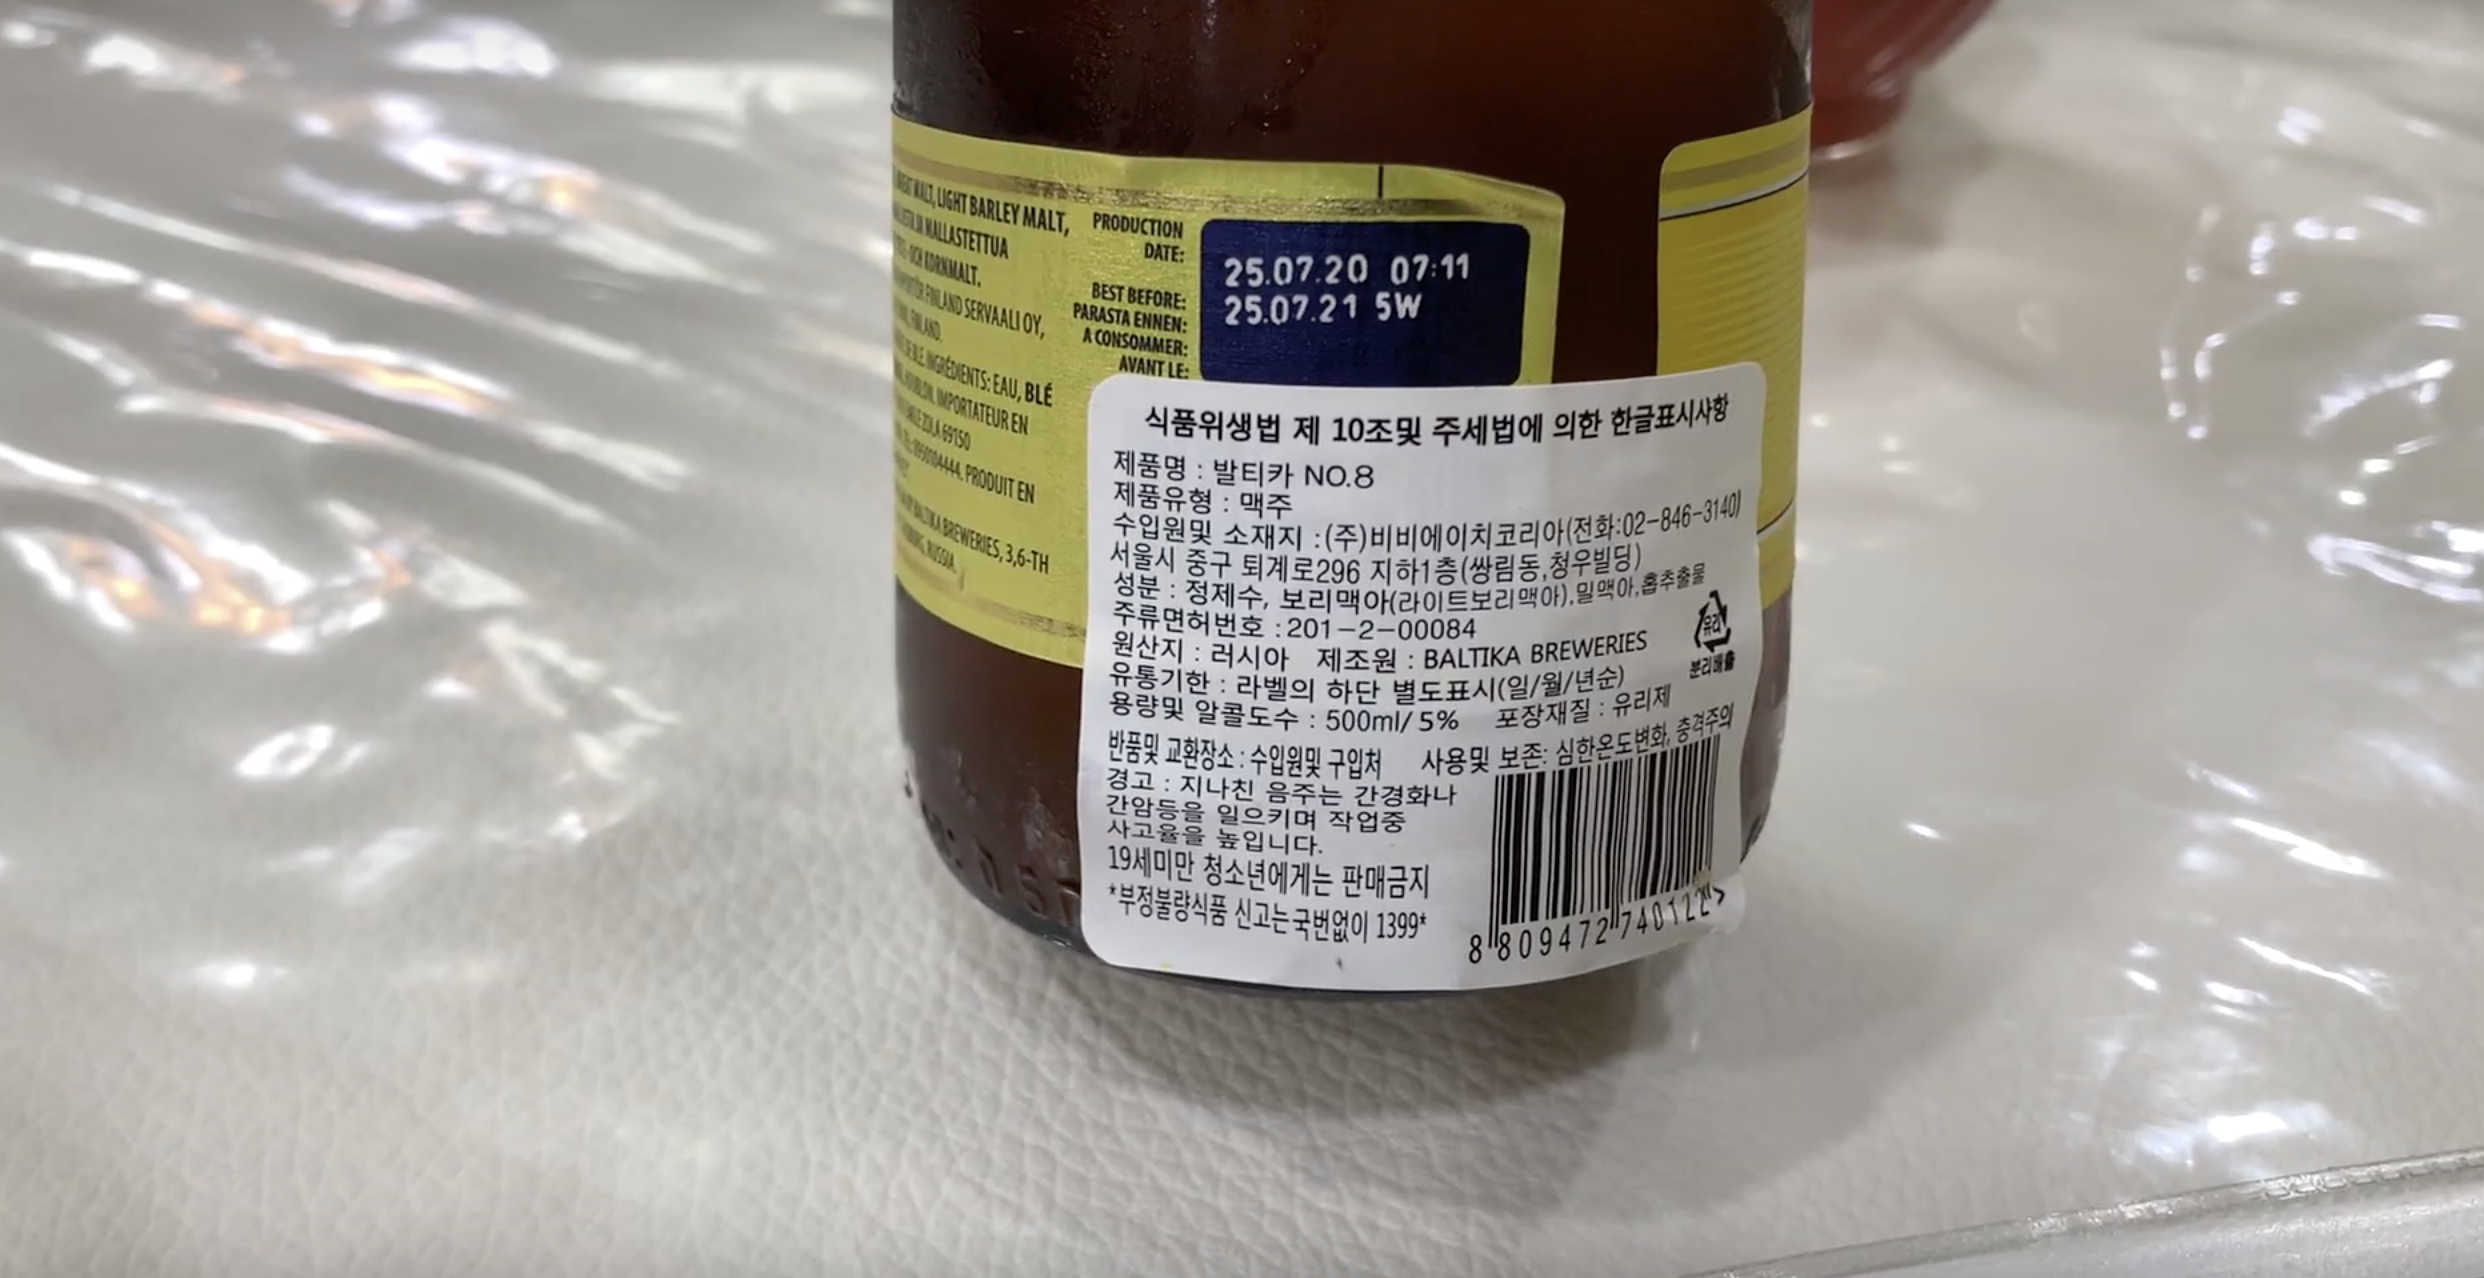 MALT, LIGHT BARLEY MALT,
MALLASTETTUA
OCH KORNMALT.
FINLAND SERVAALI OY,
FINLAND.
INGRÉDIENTS: EAU, BLÉ
HOUBLON. IMPORTATEUR EN
ZOLA 69150
PRODUIT EN
BALTIKA BREWERIES, 3,6-TH
RUSSIA.
PRODUCTION
DATE:
25.07.20 07:11
BEST BEFORE:
25.07.21 5W
PARASTA ENNEN:
A CONSOMMER:
AVANT LE:
식품위생법 제 10조및 주세법에 의한 한글표시사항
제품명 : 발티카 NO.8
제품유형 : 맥주
수입원및 소재지 :(주)비비에이치코리아(전화:02-846-3140)
서울시 중구 퇴계로296 지하1층(쌍림동,청우빌딩)
성분 : 정제수, 보리맥아(라이트보리맥아),밀맥아,홉추출물
주류면허번호 :201-2-00084
원산지 : 러시아 제조원 : BALTIKA BREWERIES
유통기한 : 라벨의 하단 별도표시(일/월/년순)
용량및 알콜도수 : 500ml/ 5% 포장재질 : 유리제
유리
분리배출
반품및 교환장소 : 수입원및 구입처 사용및 보존: 심한온도변화, 충격주의
경고 : 지나친 음주는 간경화나
간암등을 일으키며 작업중
사고율을 높입니다.
19세미만 청소년에게는 판매금지
*부정불량식품 신고는국번없이 1399*
8 809472 740122 >